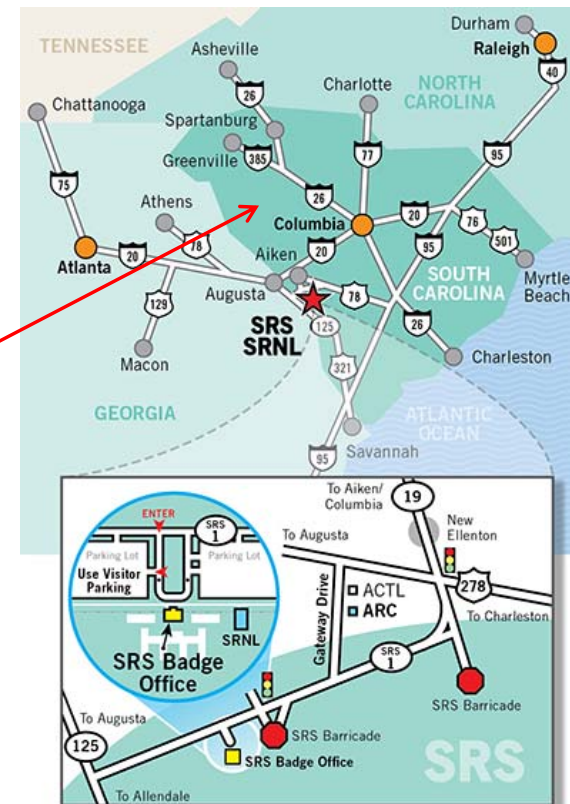 TENNESSEE
Durham
Raleigh
40
Asheville
Charlotte
NORTH
CAROLINA
26
Chattanooga
Spartanburg
Greenville
385
77
95
75
26
Athens
20
76
78
Columbia
501
Atlanta
20
20
95
Aiken
Myrtle
Beach
SOUTH
CAROLINA
129
Augusta
78
26
SRS
SRNL
125
Macon
321
Charleston
GEORGIA
ATLANTIC
OCEAN
95
Savannah
To Aiken/
Columbia
19
New
Ellenton
ENTER
SRS
1
To Augusta
Parking Lot
Parking Lot
Use Visitor
Parking
278
ACTL
ARC
To Charleston
SRNL
SRS Badge
Office
Gateway Drive
SRS
1
SRS Barricade
To Augusta
125
SRS Barricade
SRS Badge Office
SRS
To Allendale